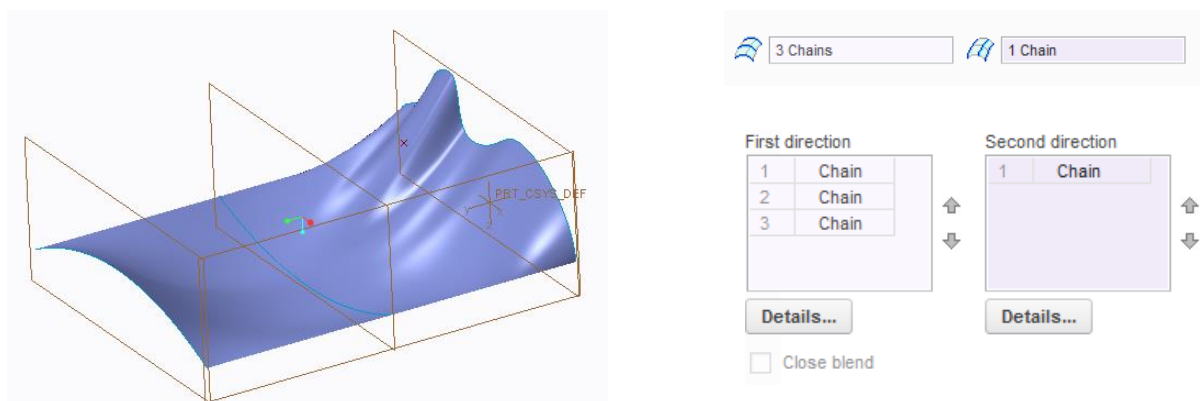 3 Chains
1 Chain
PRT_CSYS_DEF
First direction
Second direction
1 Chain
2 Chain
3 Chain
1 Chain
Details...
Details...
Close blend